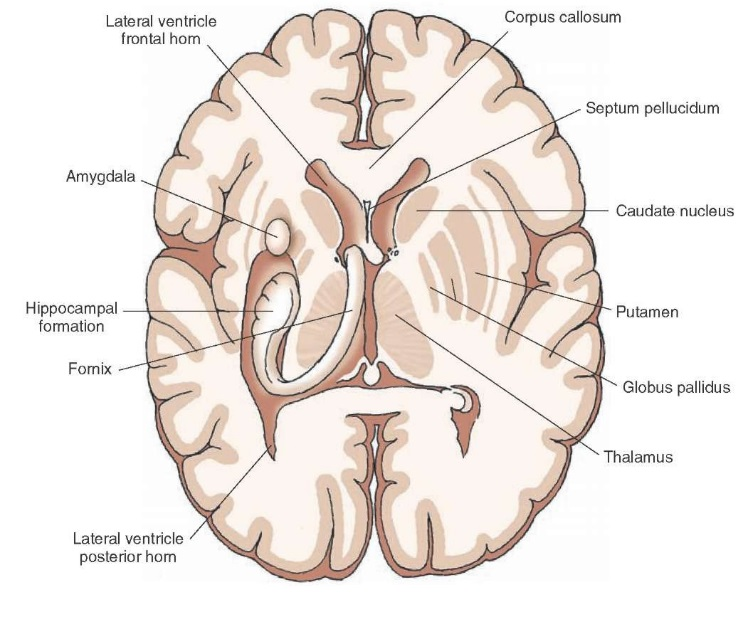 Lateral ventricle
frontal horn
Corpus callosum
Septum pellucidum
Amygdala
Caudate nucleus
Hippocampal
formation
Putamen
Fornix
Globus pallidus
Thalamus
Lateral ventricle
posterior horn